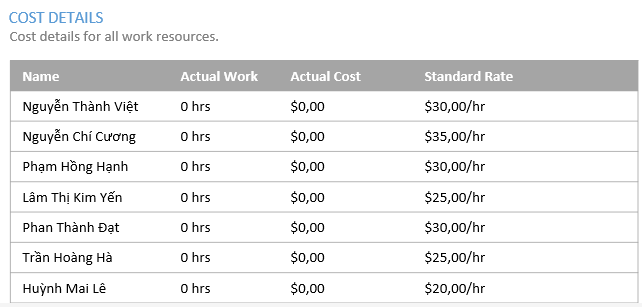 COST DETAILS
Cost details for all work resources.
Name Actual Work Actual Cost Standard Rate
Nguyễn Thành Việt 0 hrs $0,00 $30,00/hr
Nguyễn Chí Cương 0 hrs $0,00 $35,00/hr
Phạm Hồng Hạnh 0 hrs $0,00 $30,00/hr
Lâm Thị Kim Yến 0 hrs $0,00 $25,00/hr
Phan Thành Đạt 0 hrs $0,00 $30,00/hr
Trần Hoàng Hà 0 hrs $0,00 $25,00/hr
Huỳnh Mai Lê 0 hrs $0,00 $20,00/hr